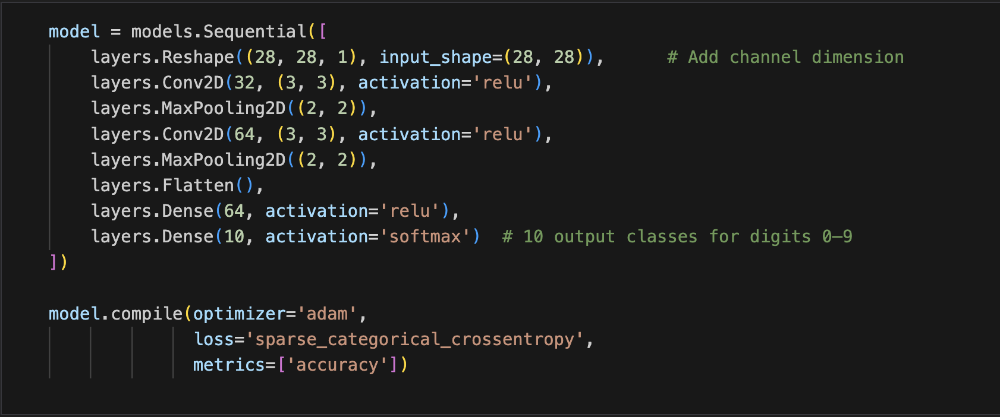 model = models.Sequential([
    layers.Reshape((28, 28, 1), input_shape=(28, 28)),      # Add channel dimension
    layers.Conv2D(32, (3, 3), activation='relu'),
    layers.MaxPooling2D((2, 2)),
    layers.Conv2D(64, (3, 3), activation='relu'),
    layers.MaxPooling2D((2, 2)),
    layers.Flatten(),
    layers.Dense(64, activation='relu'),
    layers.Dense(10, activation='softmax')  # 10 output classes for digits 0–9
])

model.compile(optimizer='adam',
              loss='sparse_categorical_crossentropy',
              metrics=['accuracy'])